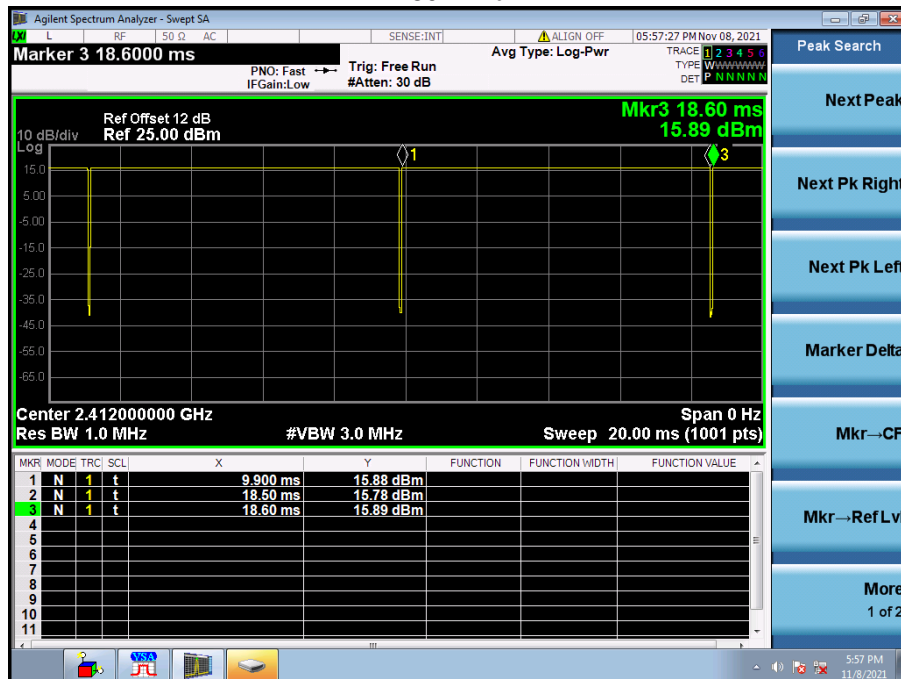 Agilent Spectrum Analyzer - Swept SA
LXI L RF 50 Ω AC SENSE:INT ALIGN OFF 05:57:27 PM Nov 08, 2021
Marker 3 18.6000 ms
PNO: Fast
IFGain:Low
Trig: Free Run
#Atten: 30 dB
Avg Type: Log-Pwr
TRACE 1 2 3 4 5 6
TYPE W W W W W W
DET P N N N N N
Ref Offset 12 dB
10 dB/div Ref 25.00 dBm
Log
Mkr3 18.60 ms
15.89 dBm
1
3
15.0
5.00
-5.00
-15.0
-25.0
-35.0
-45.0
-55.0
-65.0
Center 2.412000000 GHz Span 0 Hz
Res BW 1.0 MHz #VBW 3.0 MHz Sweep 20.00 ms (1001 pts)
MKR MODE TRC SCL X Y FUNCTION FUNCTION WIDTH FUNCTION VALUE
1 N 1 t 9.900 ms 15.88 dBm
2 N 1 t 18.50 ms 15.78 dBm
3 N 1 t 18.60 ms 15.89 dBm
4
5
6
7
8
9
10
11
Peak Search
Next Peak
Next Pk Right
Next Pk Left
Marker Delta
Mkr→CF
Mkr→Ref Lvl
More
1 of 2
VSA
5:57 PM
11/8/2021